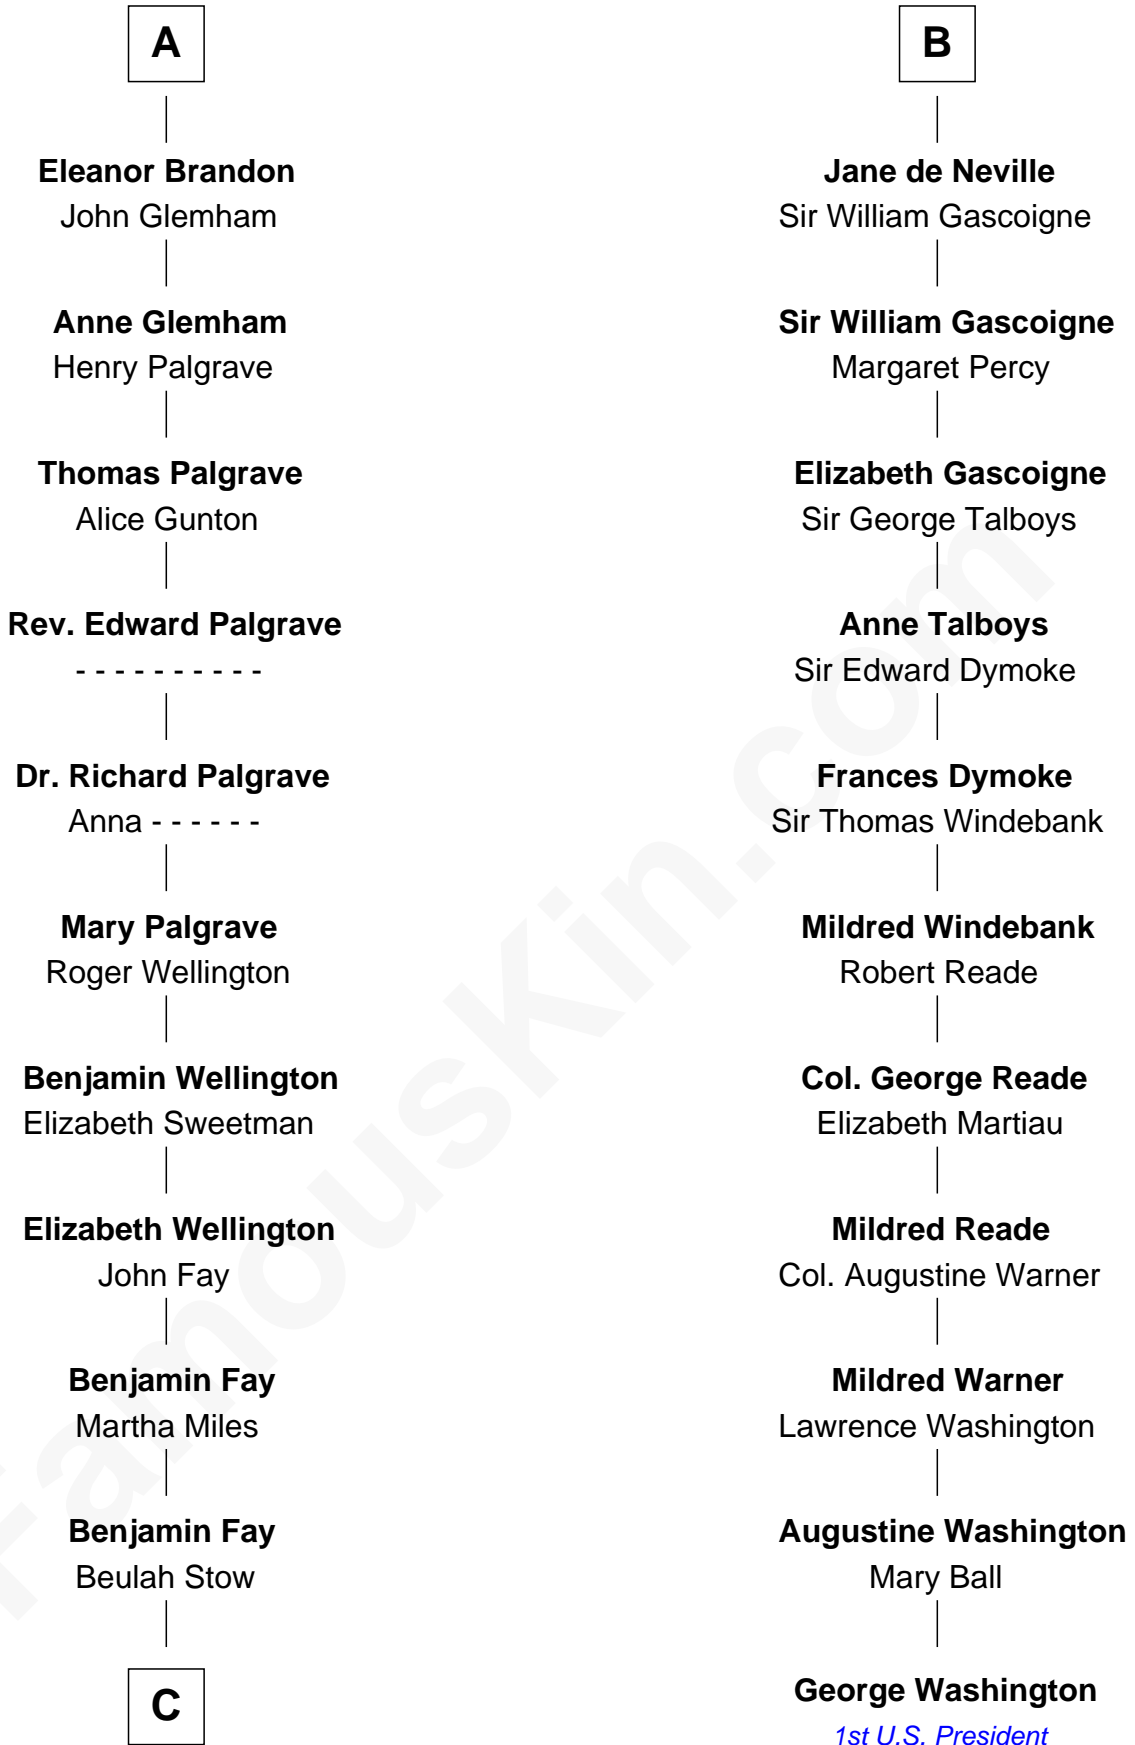 A
Eleanor Brandon
John Glemham
Anne Glemham
Henry Palgrave
Thomas Palgrave
Alice Gunton
Rev. Edward Palgrave
- - - - - - - - - -
Dr. Richard Palgrave
Anna - - - - - -
Mary Palgrave
Roger Wellington
Benjamin Wellington
Elizabeth Sweetman
Elizabeth Wellington
John Fay
Benjamin Fay
Martha Miles
Benjamin Fay
Beulah Stow
C
B
Jane de Neville
Sir William Gascoigne
Sir William Gascoigne
Margaret Percy
Elizabeth Gascoigne
Sir George Talboys
Anne Talboys
Sir Edward Dymoke
Frances Dymoke
Sir Thomas Windebank
Mildred Windebank
Robert Reade
Col. George Reade
Elizabeth Martiau
Mildred Reade
Col. Augustine Warner
Mildred Warner
Lawrence Washington
Augustine Washington
Mary Ball
George Washington
1st U.S. President
FamousKin.com